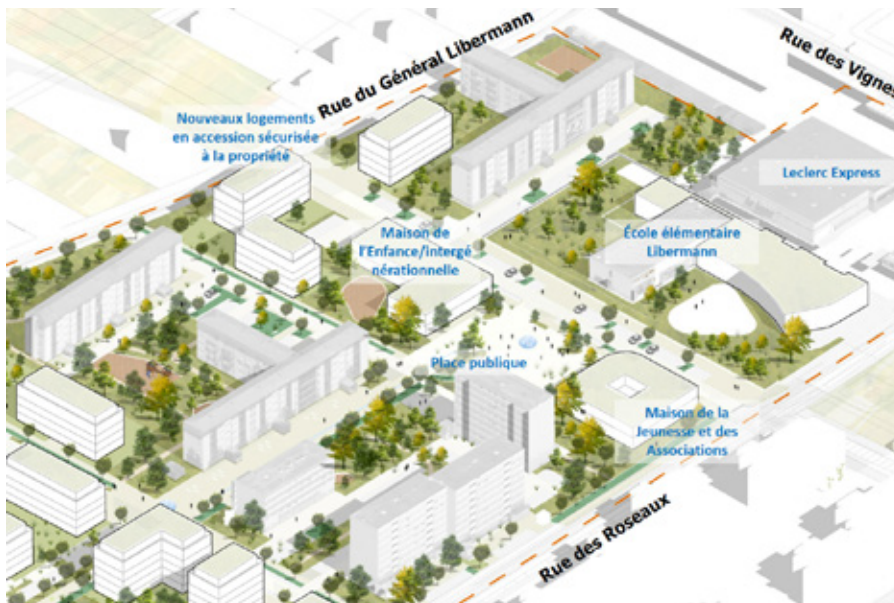 Rue du Général Libermann
Rue des Vignes
Nouveaux logements
en accession sécurisée
à la propriété
Leclerc Express
Maison de
l'Enfance/intergé
nérationnelle
École élémentaire
Libermann
Place publique
Maison de la
Jeunesse et des
Associations
Rue des Roseaux